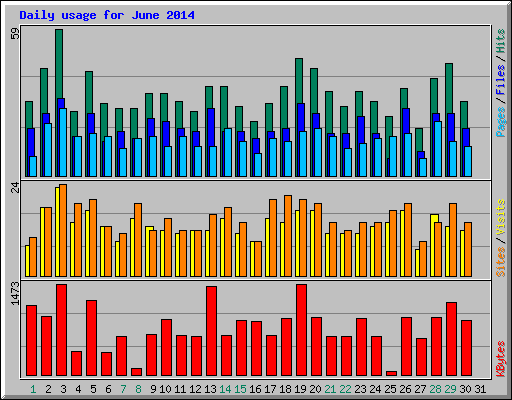 Daily usage for June 2014
59
Pages / Files / Hits
24
Sites / Visits
1473
KBytes
1 2 3 4 5 6 7 8 9 10 11 12 13 14 15 16 17 18 19 20 21 22 23 24 25 26 27 28 29 30 31